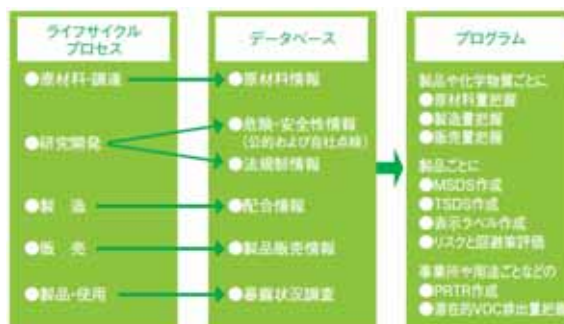 ライフサイクル
プロセス
●原材料・調達
●研究開発
●製　造
●販　売
●製品・使用
データベース
●原材料情報
●危険・安全性情報
（公的および自社点検）
●法規制情報
●配合情報
●製品販売情報
●暴露状況調査
プログラム
製品や化学物質ごとに
●原材料量把握
●製造量把握
●販売量把握
製品ごとに
●MSDS作成
●TSDS作成
●表示ラベル作成
●リスクと回避策評価
事業所や用途ごとなどの
●PRTR作成
●潜在的VOC排出量把握